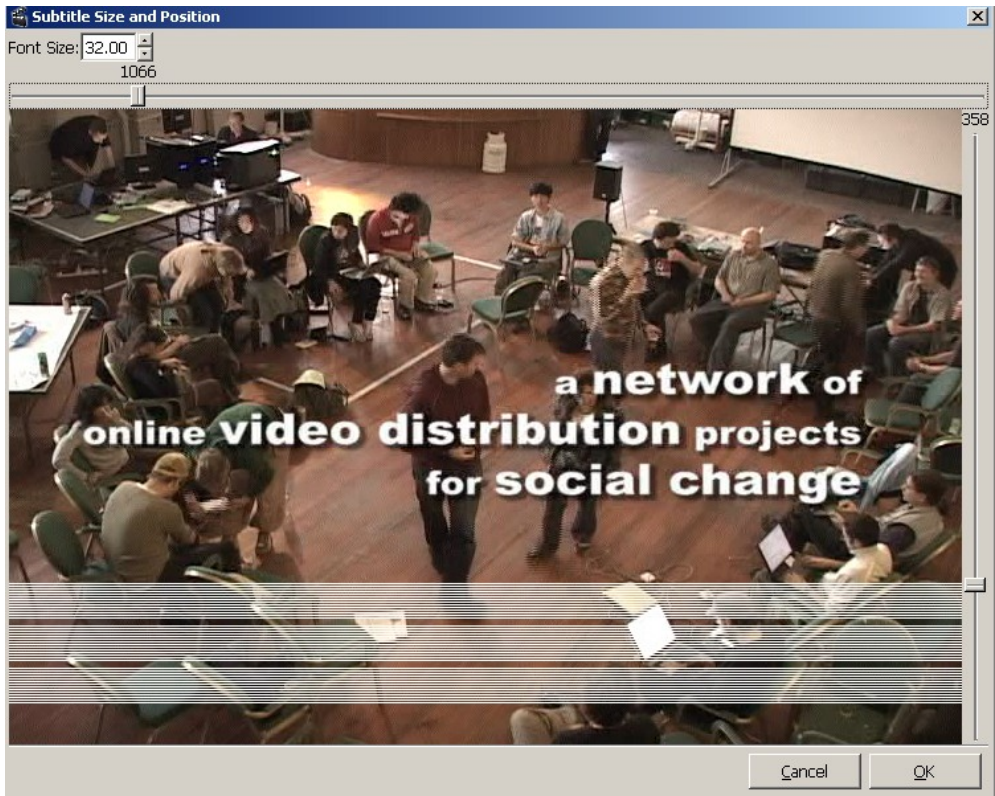 Subtitle Size and Position
Font Size: 32.00
1066
358
a network of
online video distribution projects
for social change
Cancel
OK